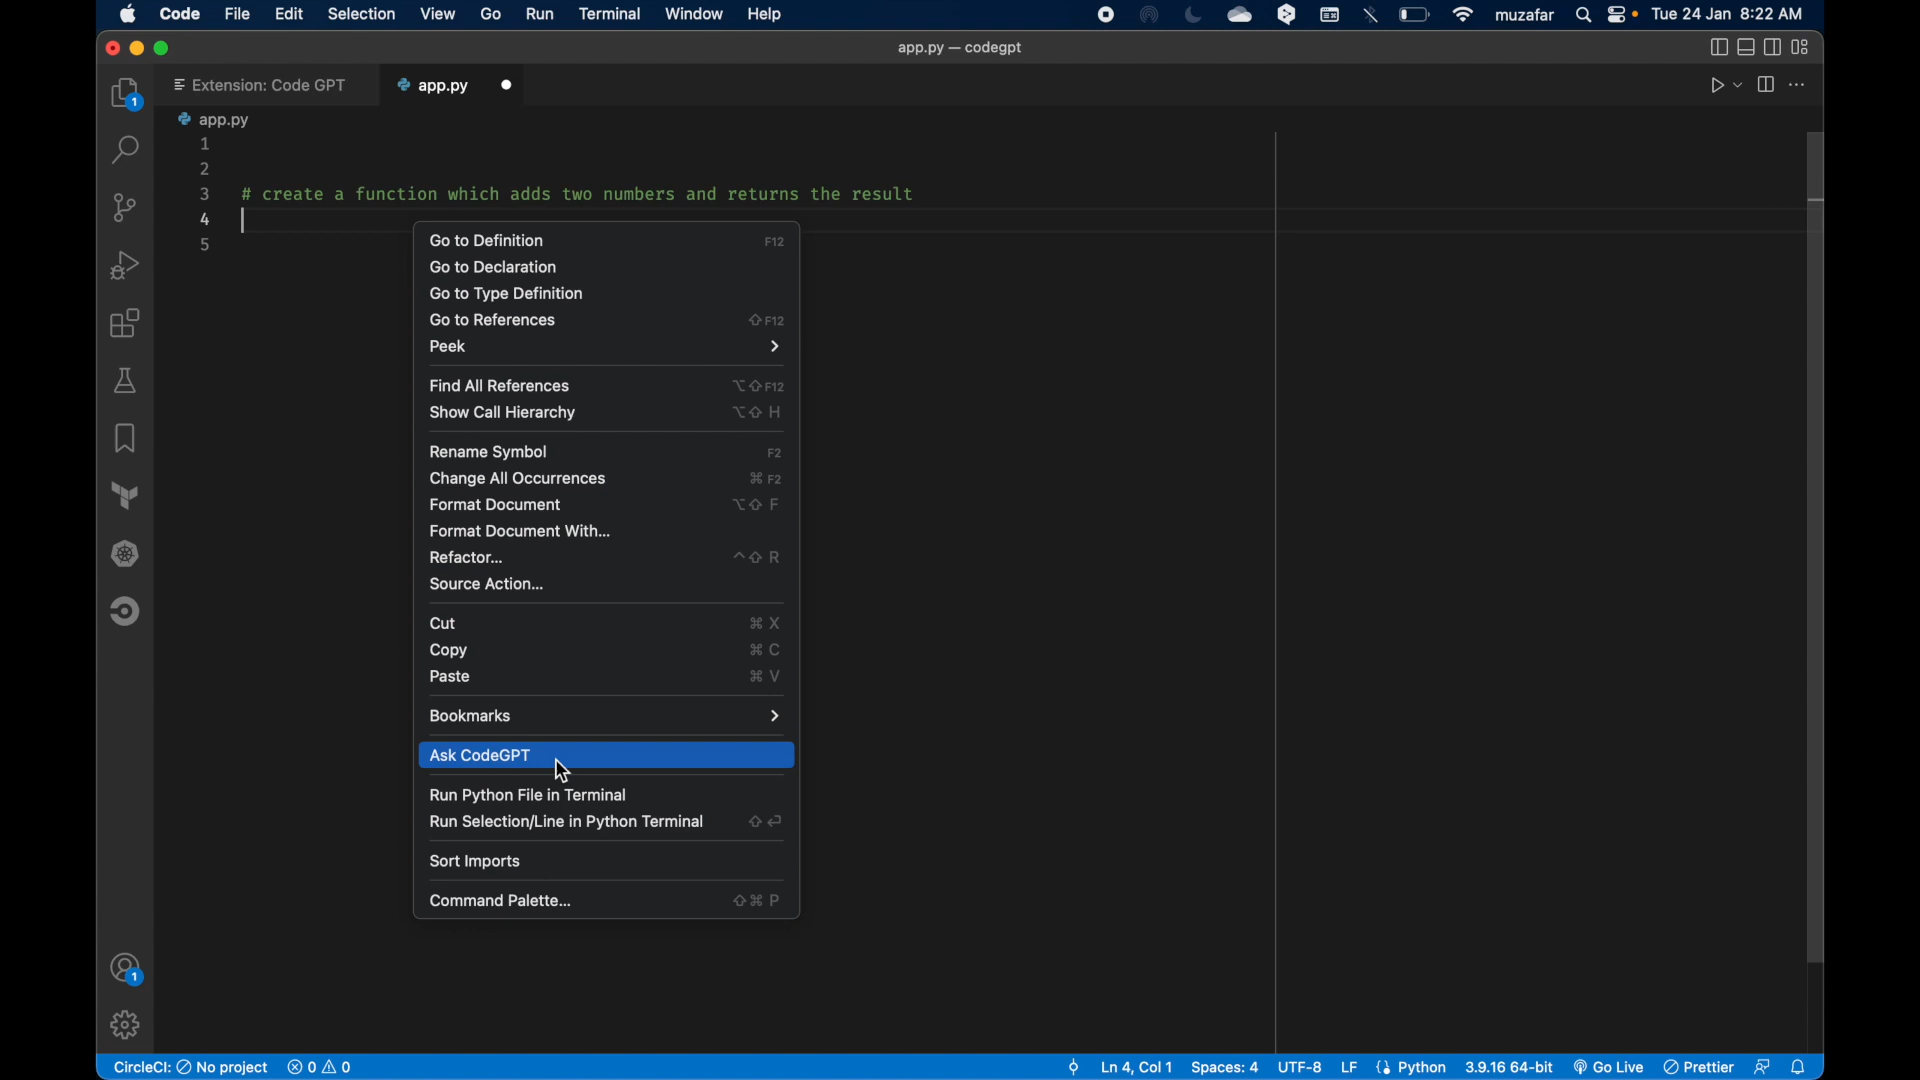 Code File Edit Selection View Go Run Terminal Window Help muzafar Tue 24 Jan 8:22 AM
app.py — codegpt
Extension: Code GPT app.py
1
app.py
1
2
3 # create a function which adds two numbers and returns the result
4
5
Go to Definition F12
Go to Declaration
Go to Type Definition
Go to References ⇧F12
Peek
Find All References ⌥⇧F12
Show Call Hierarchy ⌥⇧ H
Rename Symbol F2
Change All Occurrences ⌘ F2
Format Document ⌥⇧ F
Format Document With...
Refactor... ^⇧ R
Source Action...
Cut ⌘ X
Copy ⌘ C
Paste ⌘ V
Bookmarks
Ask CodeGPT
Run Python File in Terminal
Run Selection/Line in Python Terminal ⇧⏎
Sort Imports
Command Palette... ⇧⌘ P
1
CircleCI: No project 0 0 Ln 4, Col 1 Spaces: 4 UTF-8 LF Python 3.9.16 64-bit Go Live Prettier